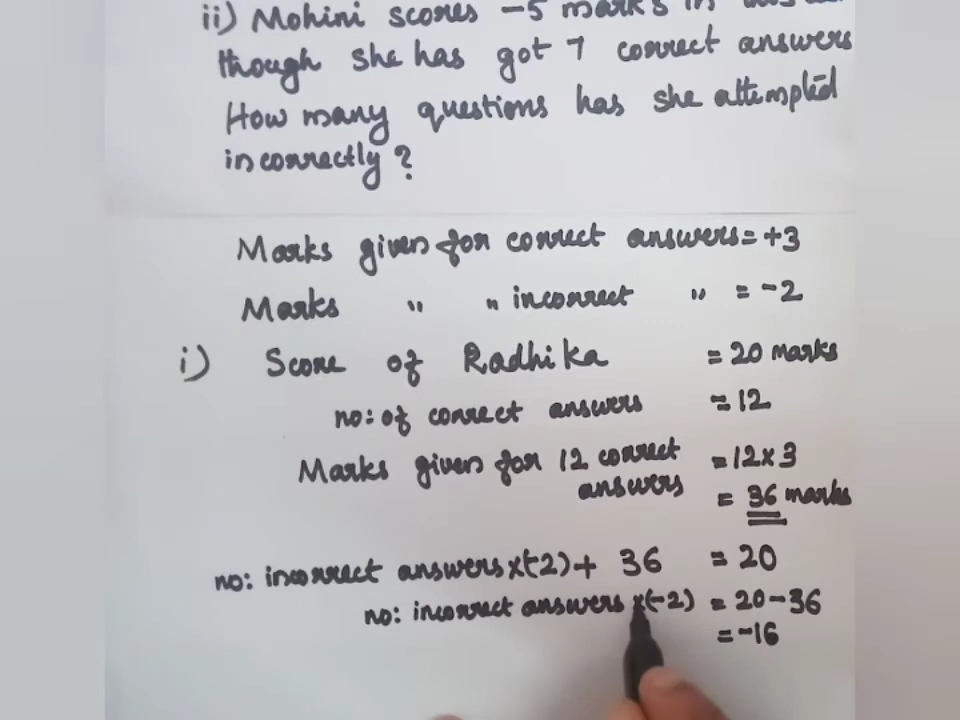 ii) Mohini scores -5 marks in
though she has got 7 correct answers
How many questions has she attempted
incorrectly?
Marks given for correct answers = +3
Marks " " incorrect " = -2
i) Score of Radhika = 20 marks
no: of correct answers = 12
Marks given for 12 correct = 12 x 3
answers = 36 marks
no: incorrect answers x (-2) + 36 = 20
no: incorrect answers x (-2) = 20 - 36
= -16